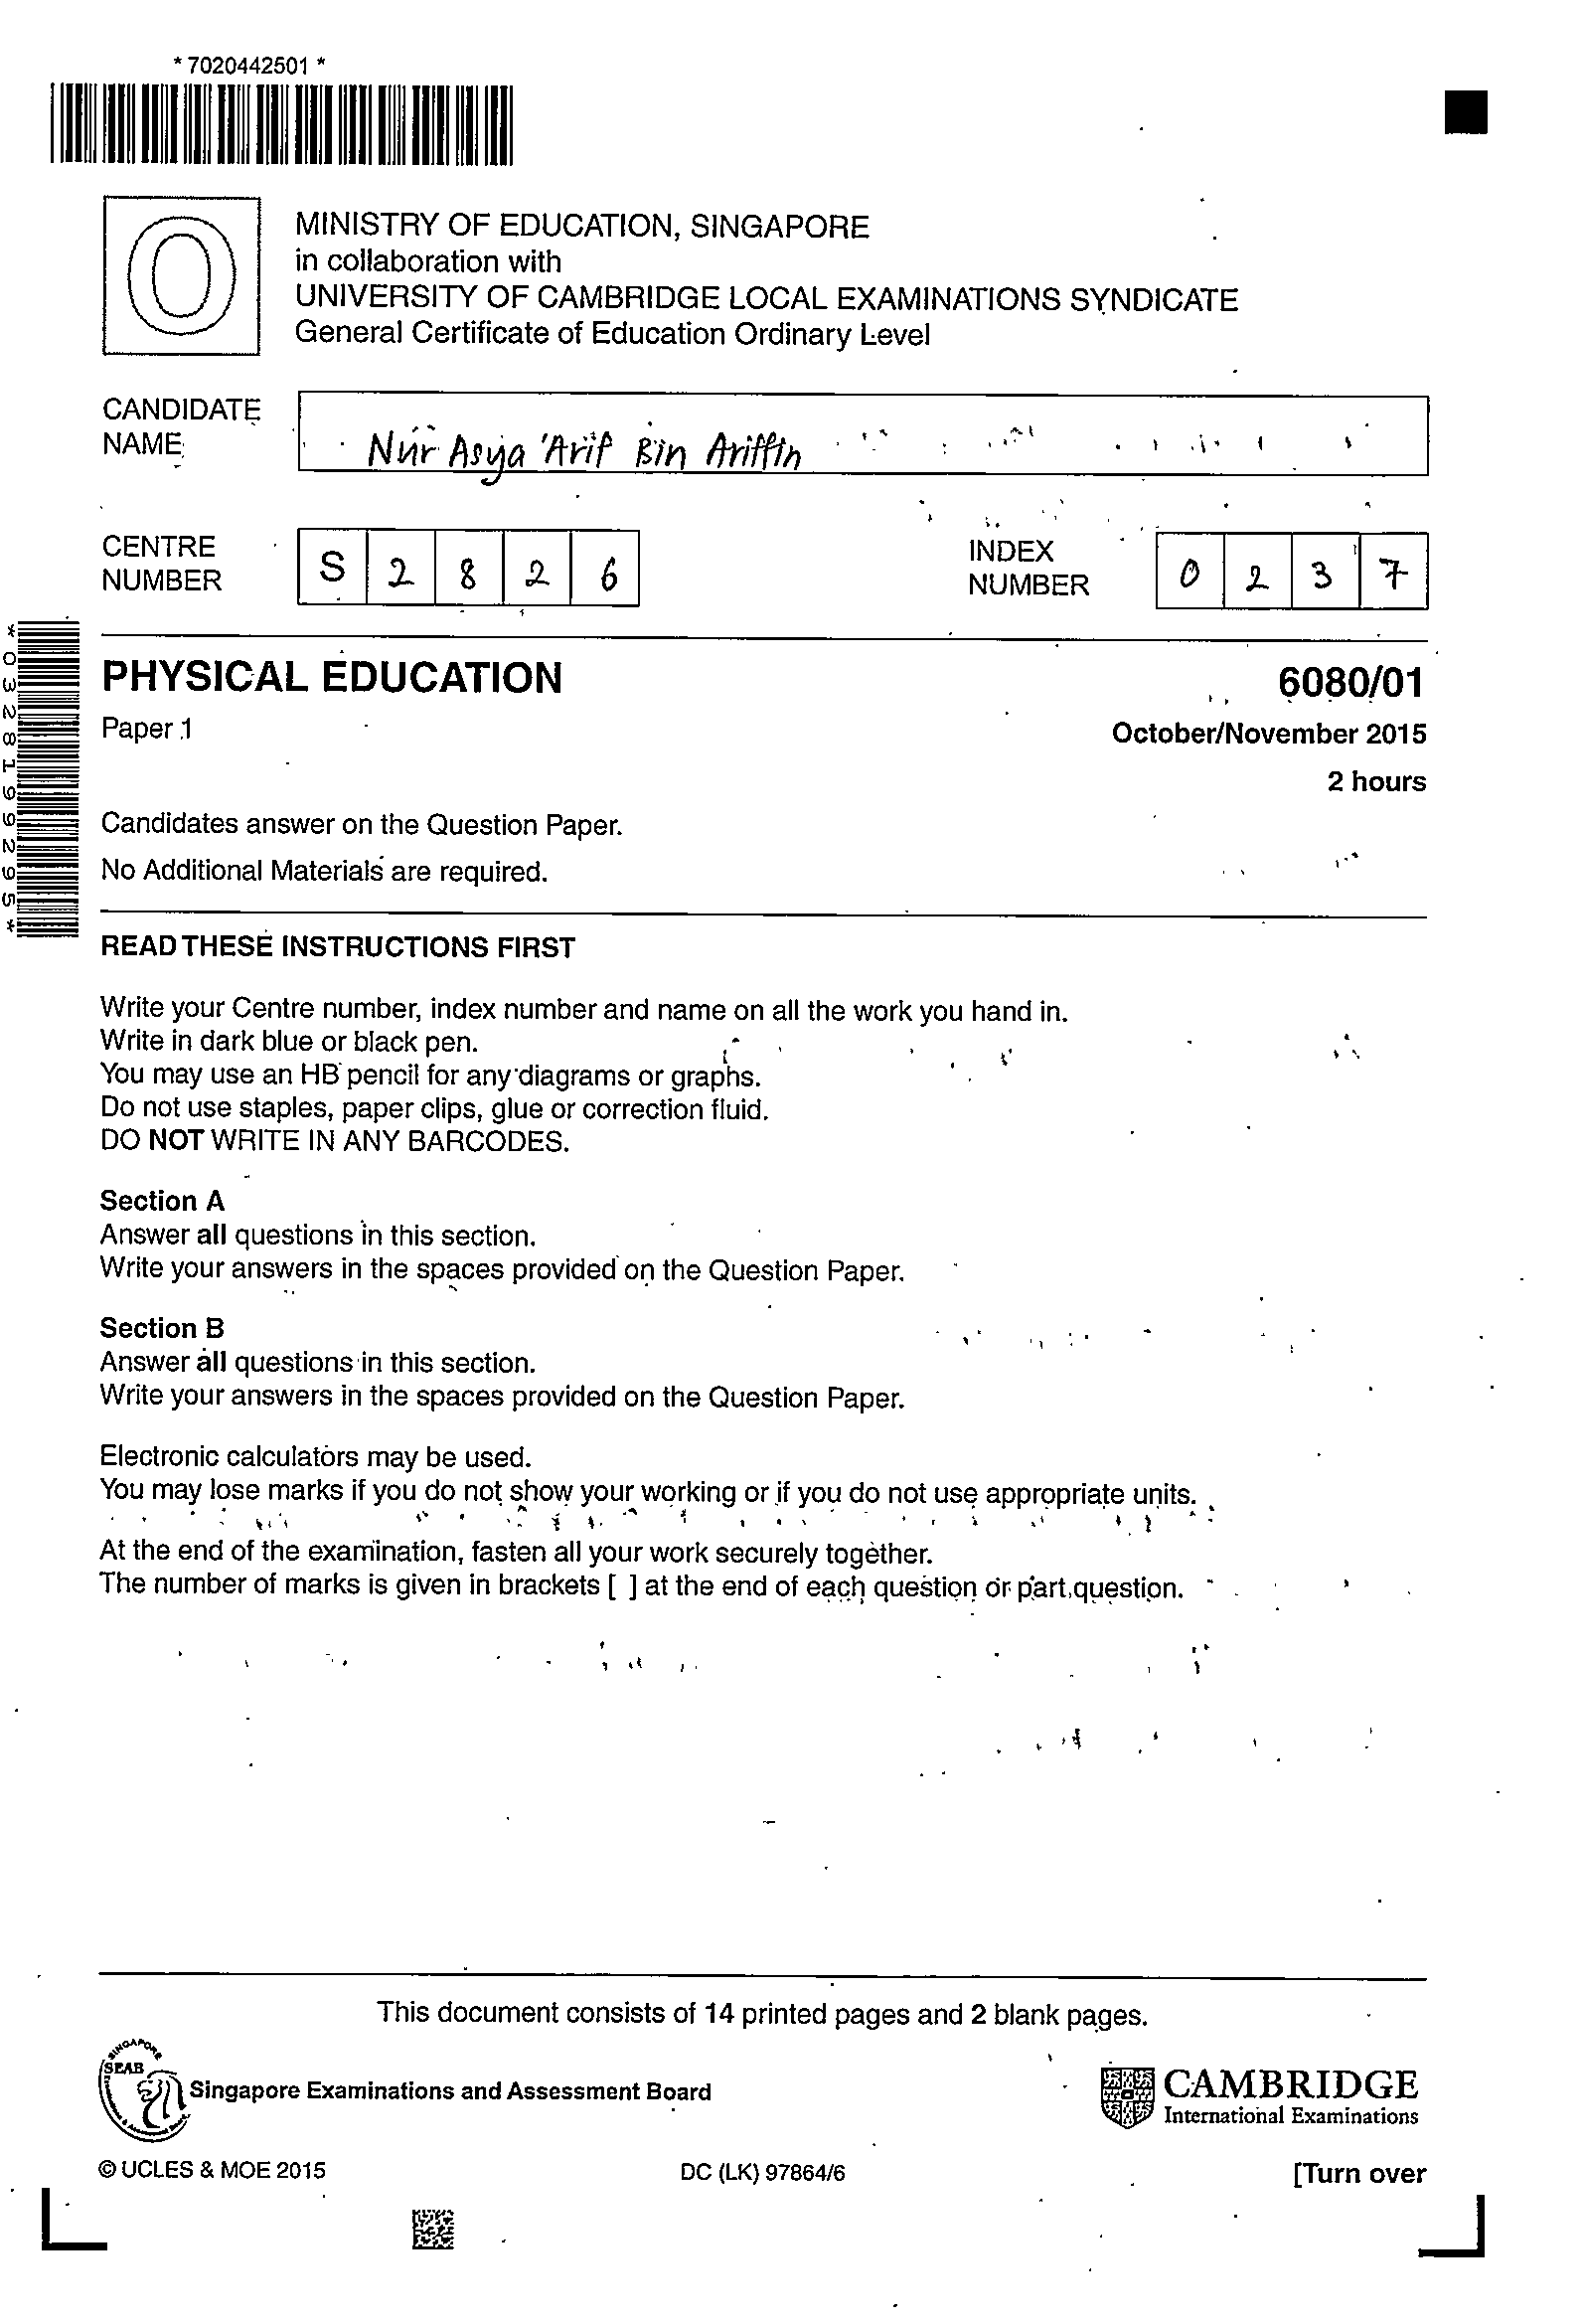 *7020442501*
O
MINISTRY OF EDUCATION, SINGAPORE
in collaboration with
UNIVERSITY OF CAMBRIDGE LOCAL EXAMINATIONS SYNDICATE
General Certificate of Education Ordinary Level
CANDIDATE
NAME
Nur Asya 'Arif Bin Ariffin
CENTRE
NUMBER
S 2 8 2 6
INDEX
NUMBER
0 2 3 7
*0328199295*
PHYSICAL EDUCATION
6080/01
Paper 1
October/November 2015
2 hours
Candidates answer on the Question Paper.
No Additional Materials are required.
READ THESE INSTRUCTIONS FIRST
Write your Centre number, index number and name on all the work you hand in.
Write in dark blue or black pen.
You may use an HB pencil for any diagrams or graphs.
Do not use staples, paper clips, glue or correction fluid.
DO NOT WRITE IN ANY BARCODES.
Section A
Answer all questions in this section.
Write your answers in the spaces provided on the Question Paper.
Section B
Answer all questions in this section.
Write your answers in the spaces provided on the Question Paper.
Electronic calculators may be used.
You may lose marks if you do not show your working or if you do not use appropriate units.
At the end of the examination, fasten all your work securely together.
The number of marks is given in brackets [ ] at the end of each question or part question.
This document consists of 14 printed pages and 2 blank pages.
SINGAPORE
SEAB
Singapore Examinations and Assessment Board
CAMBRIDGE
International Examinations
© UCLES & MOE 2015
DC (LK) 97864/6
[Turn over